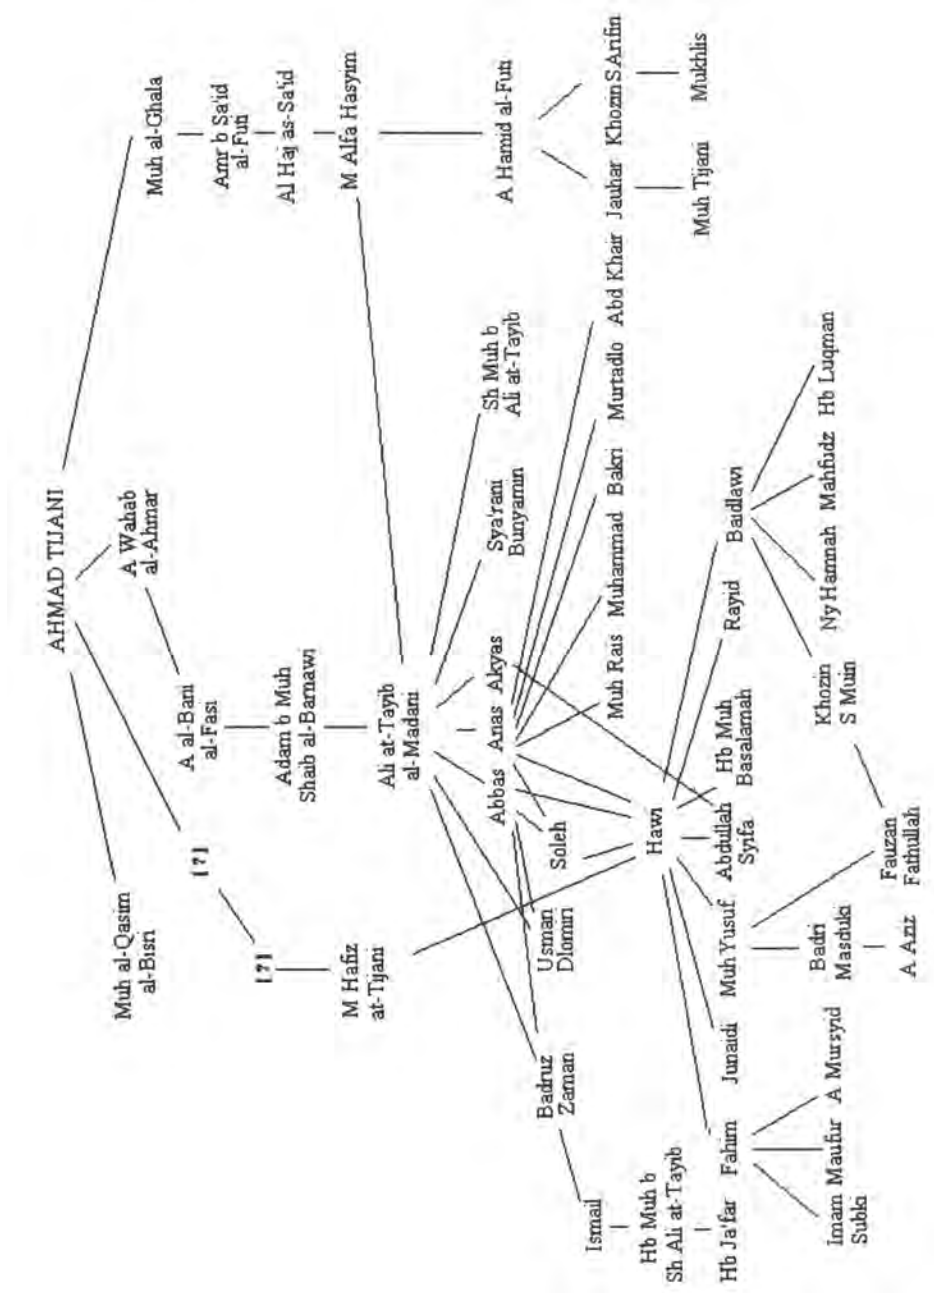 AHMAD TIJANI
Muh al-Qasim
al-Bisri
[?]
A al-Bani
al-Fasi
A Wahab
al-Ahmar
Muh al-Ghala
Amr b Sa'id
al-Futi
Al Haj as-Sa'id
M Alfa Hasyim
[?]
Adam b Muh
Shaib al-Barnawi
M Hafiz
at-Tijani
Ali at-Tayib
al-Madani
Sya'rani
Bunyamin
Sh Muh b
Ali at-Tayib
A Hamid al-Futi
Abbas
Anas
Akyas
Badruz
Zaman
Usman
Dlomiri
Soleh
Ismail
Muh Rais
Muhammad
Bakri
Murtadlo
Abd Khair
Jauhar
Khozin S Arifin
Hb Muh b
Sh Ali at-Tayib
Hawi
Muh Tijani
Mukhlis
Hb Ja'far
Fahim
Junaidi
Muh Yusuf
Abdullah
Syifa
Hb Muh
Basalamah
Rayid
Baidlawi
Imam
Subki
Maufur
A Mursyid
Badri
Masduki
Khozin
S Muin
Ny Hamnah
Mahfudz
Hb Luqman
A Aziz
Fauzan
Fathullah